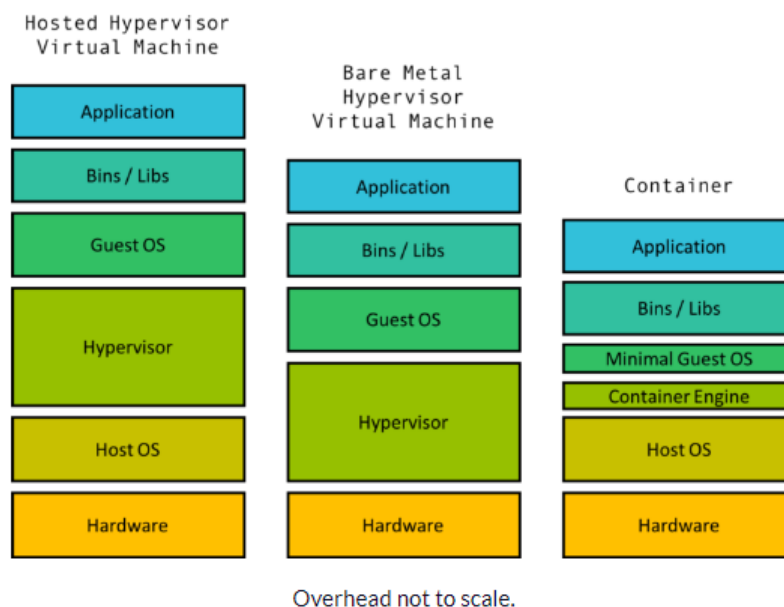 Hosted Hypervisor
Virtual Machine
Application
Bins / Libs
Guest OS
Hypervisor
Host OS
Hardware
Bare Metal
Hypervisor
Virtual Machine
Application
Bins / Libs
Guest OS
Hypervisor
Hardware
Container
Application
Bins / Libs
Minimal Guest OS
Container Engine
Host OS
Hardware
Overhead not to scale.